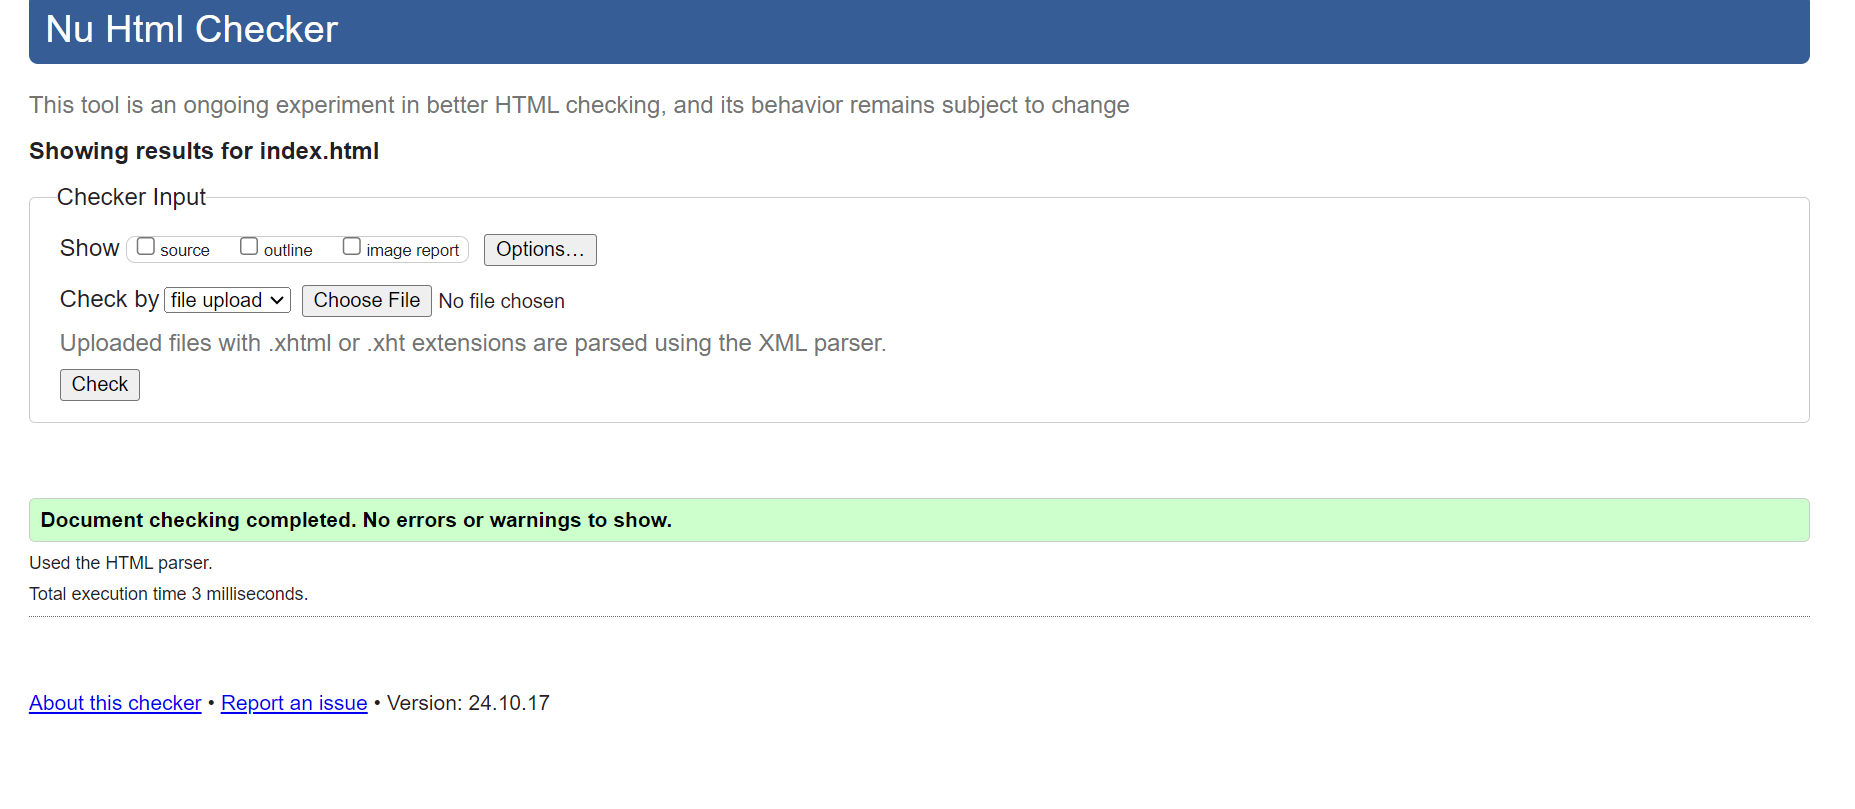 Nu Html Checker
This tool is an ongoing experiment in better HTML checking, and its behavior remains subject to change
Showing results for index.html
Checker Input
Show source outline image report Options...
Check by file upload Choose File No file chosen
Uploaded files with .xhtml or .xht extensions are parsed using the XML parser.
Check
Document checking completed. No errors or warnings to show.
Used the HTML parser.
Total execution time 3 milliseconds.
About this checker • Report an issue • Version: 24.10.17